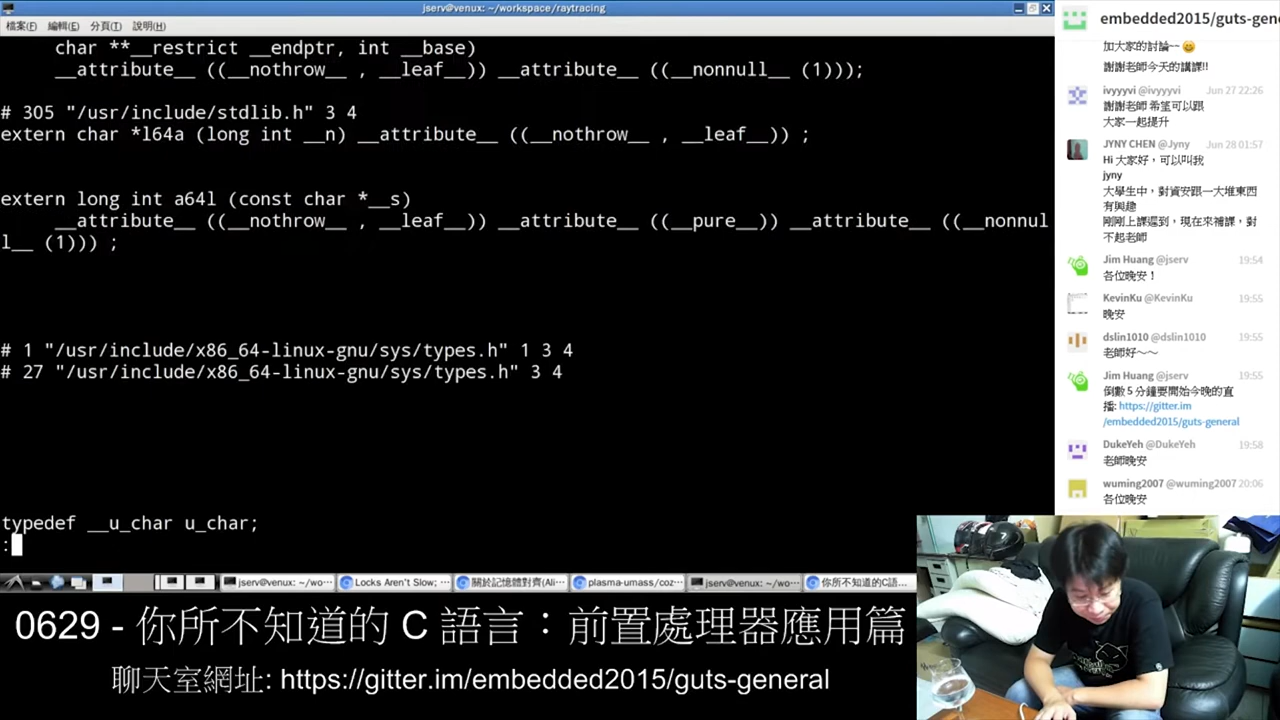 jserv@venux: ~/workspace/raytracing
檔案(F) 編輯(E) 分頁(T) 說明(H)
char **__restrict __endptr, int __base)
__attribute__ ((__nothrow__ , __leaf__)) __attribute__ ((__nonnull__ (1)));
# 305 "/usr/include/stdlib.h" 3 4
extern char *l64a (long int __n) __attribute__ ((__nothrow__ , __leaf__)) ;
extern long int a64l (const char *__s)
__attribute__ ((__nothrow__ , __leaf__)) __attribute__ ((__pure__)) __attribute__ ((__nonnul
l__ (1))) ;
# 1 "/usr/include/x86_64-linux-gnu/sys/types.h" 1 3 4
# 27 "/usr/include/x86_64-linux-gnu/sys/types.h" 3 4
typedef __u_char u_char;
:
jserv@venux: ~/wo···
Locks Aren't Slow; ···
關於記憶體對齊(Ali···
plasma-umass/coz···
jserv@venux: ~/wo···
你所不知道的C語···
embedded2015/guts-gene
加大家的討論~~
謝謝老師今天的講課!!
ivyyyvi @ivyyyvi Jun 27 22:26
謝謝老師 希望可以跟
大家一起提升
JYNY CHEN @Jyny Jun 28 01:57
Hi 大家好，可以叫我
jyny
大學生中，對資安跟一大堆東西
有興趣
剛剛上課遲到，現在來補課，對
不起老師
Jim Huang @jserv 19:54
各位晚安！
KevinKu @KevinKu 19:55
晚安
dslin1010 @dslin1010 19:55
老師好～～
Jim Huang @jserv 19:55
倒數 5 分鐘要開始今晚的直
播: https://gitter.im
/embedded2015/guts-general
DukeYeh @DukeYeh 19:58
老師晚安
wuming2007 @wuming2007 20:06
各位晚安
0629 - 你所不知道的 C 語言：前置處理器應用篇
聊天室網址: https://gitter.im/embedded2015/guts-general